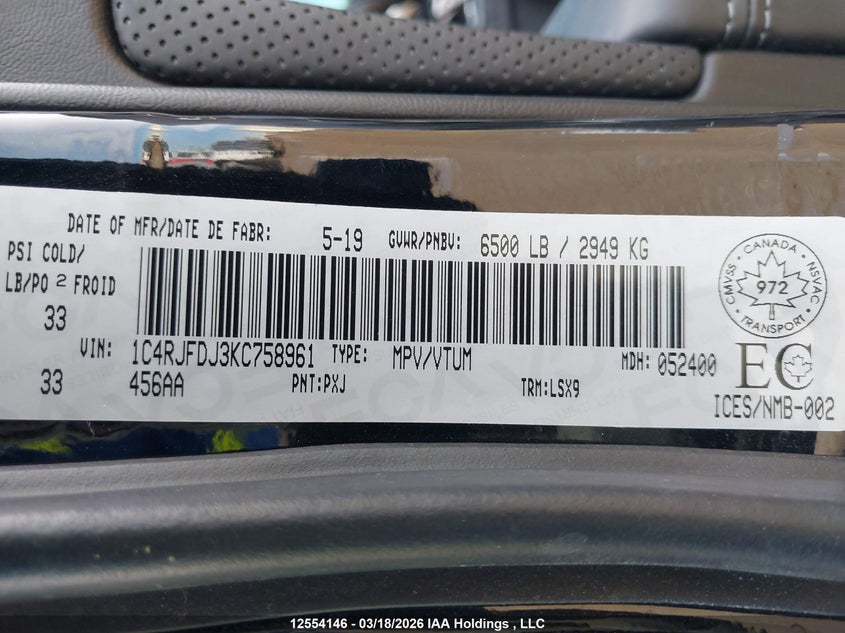 DATE OF MFR/DATE DE FABR: 5-19 GVWR/PNBV: 6500 LB / 2949 KG
PSI COLD/
LB/PO 2 FROID
33
VIN: 1C4RJFDJ3KC758961 TYPE: MPV/VTUM MDH: 052400
33 456AA PNT:PXJ TRM:LSX9
CANADA
CMVSS 972 NSVAC
TRANSPORT
EC
ICES/NMB-002
12554146 - 03/18/2026 IAA Holdings , LLC